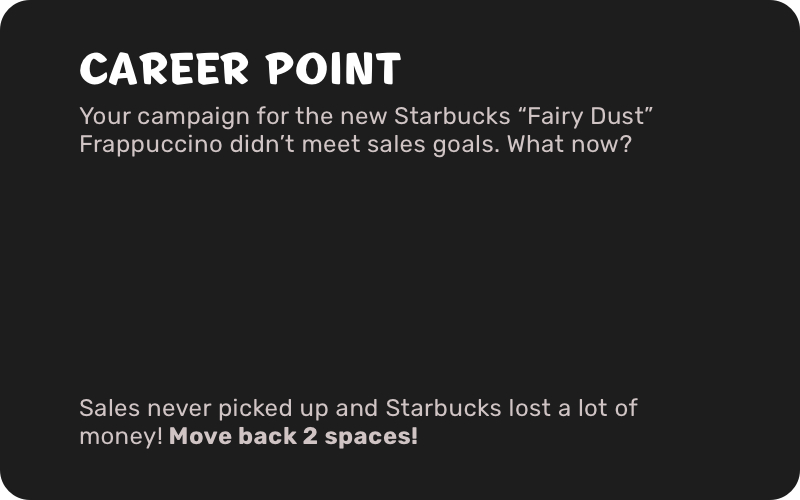 CAREER POINT
Your campaign for the new Starbucks “Fairy Dust”
Frappuccino didn’t meet sales goals. What now?
Sales never picked up and Starbucks lost a lot of
money! Move back 2 spaces!